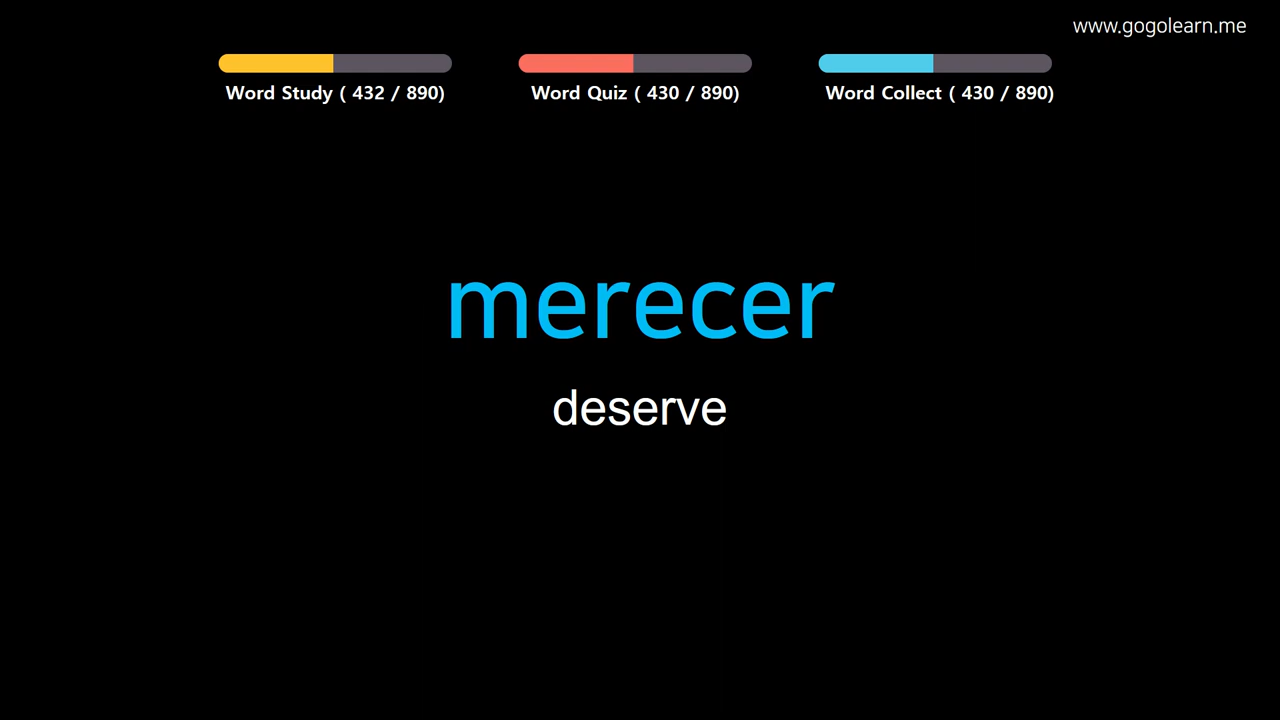 www.gogolearn.me
Word Study ( 432 / 890)
Word Quiz ( 430 / 890)
Word Collect ( 430 / 890)
merecer
deserve